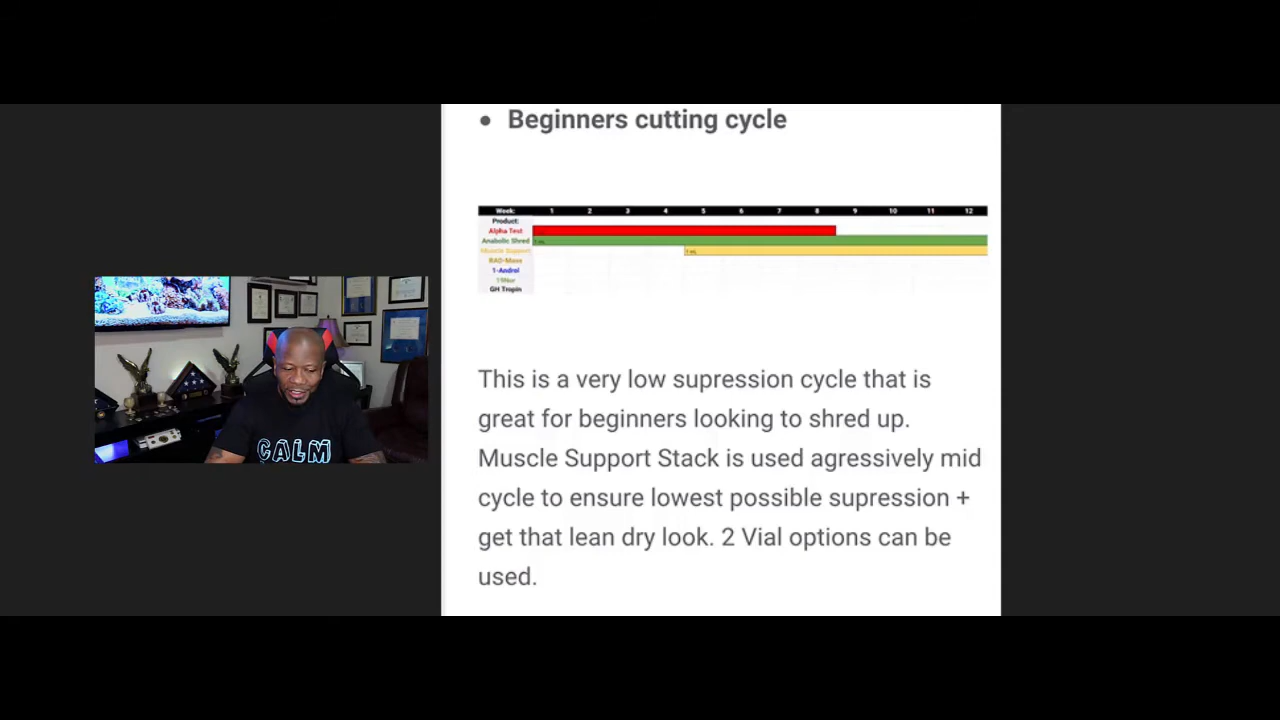 ● Beginners cutting cycle
Week: 1 2 3 4 5 6 7 8 9 10 11 12
Product:
Alpha Test
Anabolic Shred
Muscle Support
1-Androl
GH Tropin
This is a very low supression cycle that is
great for beginners looking to shred up.
Muscle Support Stack is used agressively mid
cycle to ensure lowest possible supression +
get that lean dry look. 2 Vial options can be
used.
CALM